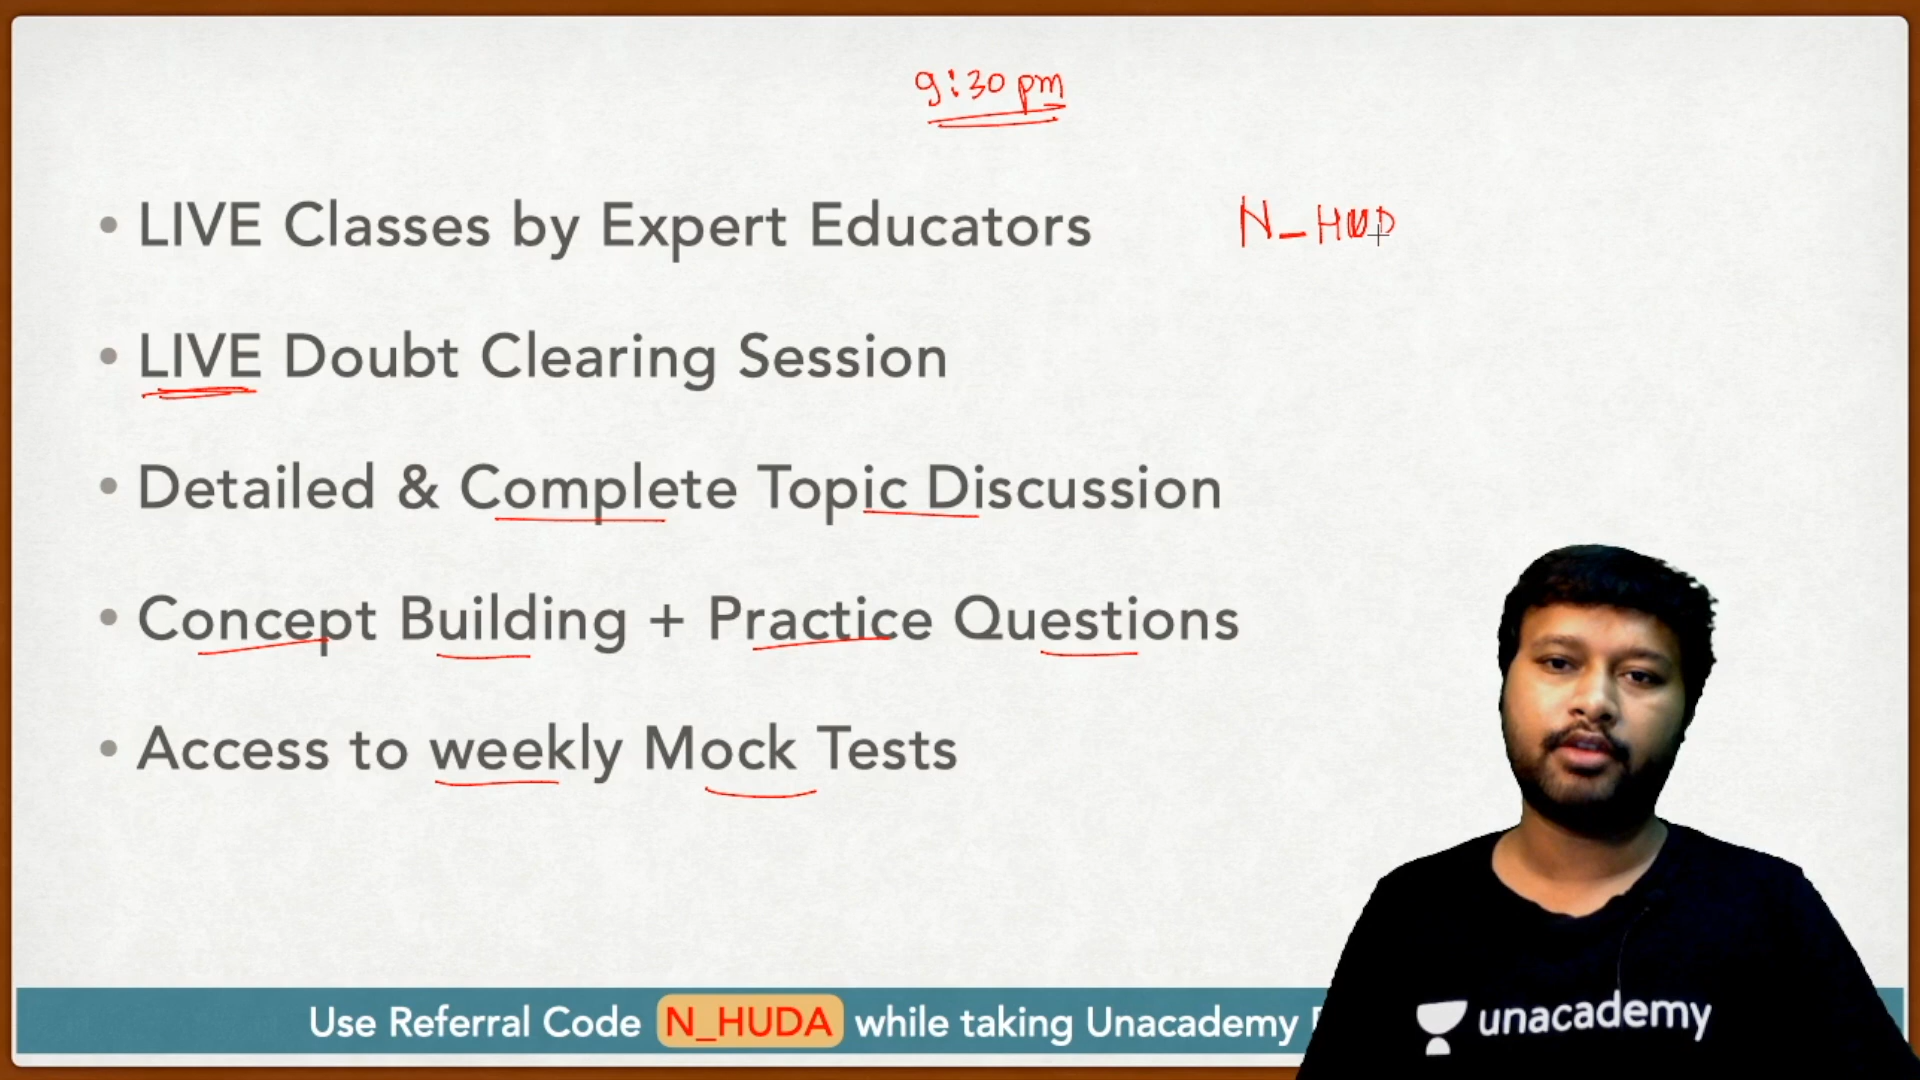 9:30 pm
• LIVE Classes by Expert Educators
N_HUD
• LIVE Doubt Clearing Session
• Detailed & Complete Topic Discussion
• Concept Building + Practice Questions
• Access to weekly Mock Tests
Use Referral Code N_HUDA while taking Unacademy
unacademy